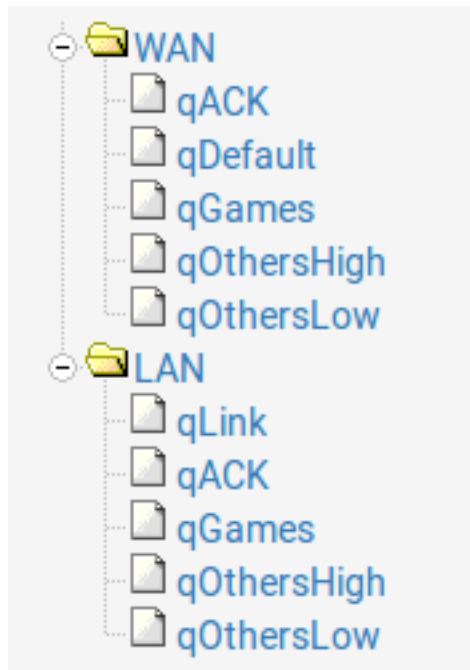 WAN
qACK
qDefault
qGames
qOthersHigh
qOthersLow
LAN
qLink
qACK
qGames
qOthersHigh
qOthersLow